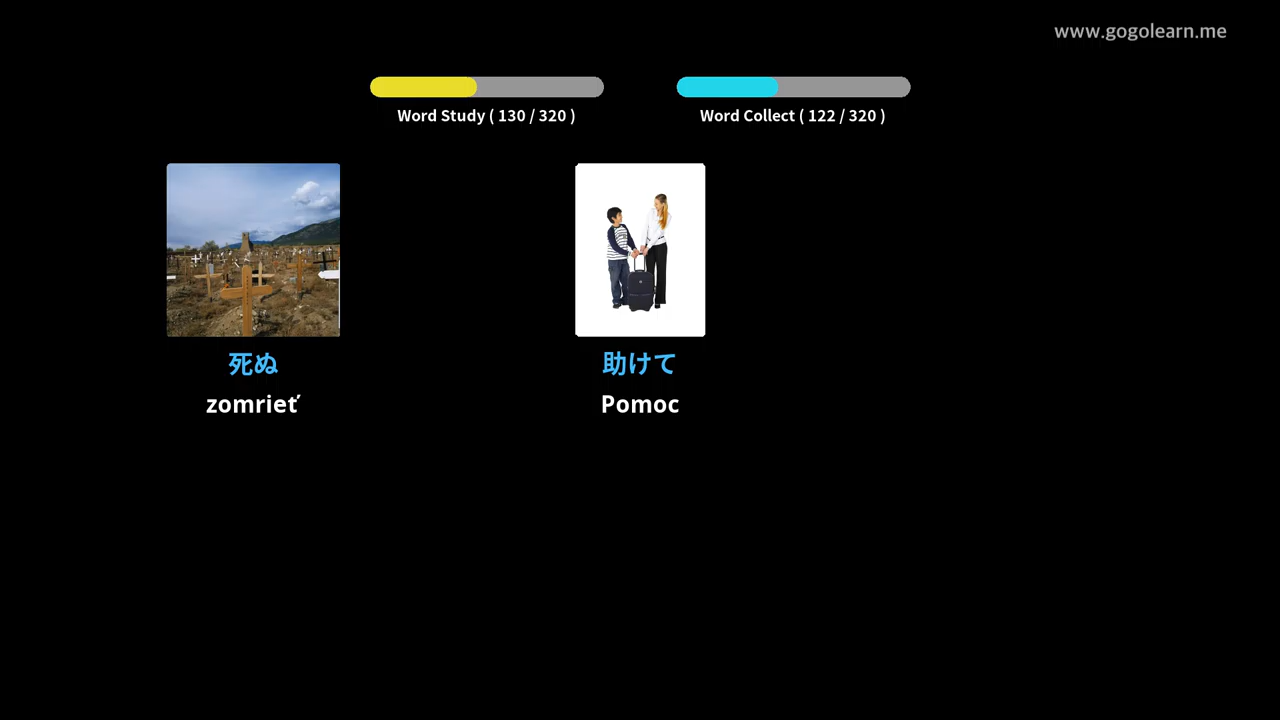 www.gogolearn.me
Word Study ( 130 / 320 )
Word Collect ( 122 / 320 )
死ぬ
zomrieť
助けて
Pomoc